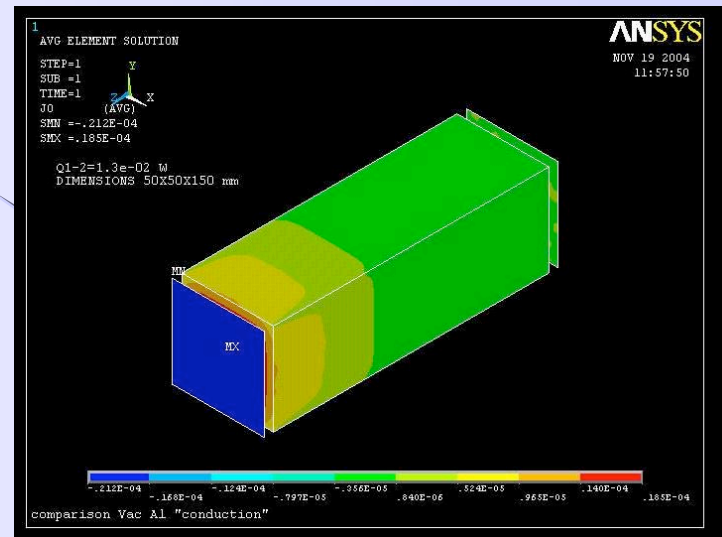 1
AVG ELEMENT SOLUTION
ANSYS
NOV 19 2004
11:57:50
STEP=1
SUB =1
TIME=1
J0 (AVG)
SMN =-.212E-04
SMX =.185E-04
Y
Z X
Q1-2=1.3e-02 W
DIMENSIONS 50X50X150 mm
MN
MX
-.212E-04 -.168E-04 -.124E-04 -.797E-05 -.356E-05 .840E-06 .524E-05 .965E-05 .140E-04 .185E-04
comparison Vac Al "conduction"